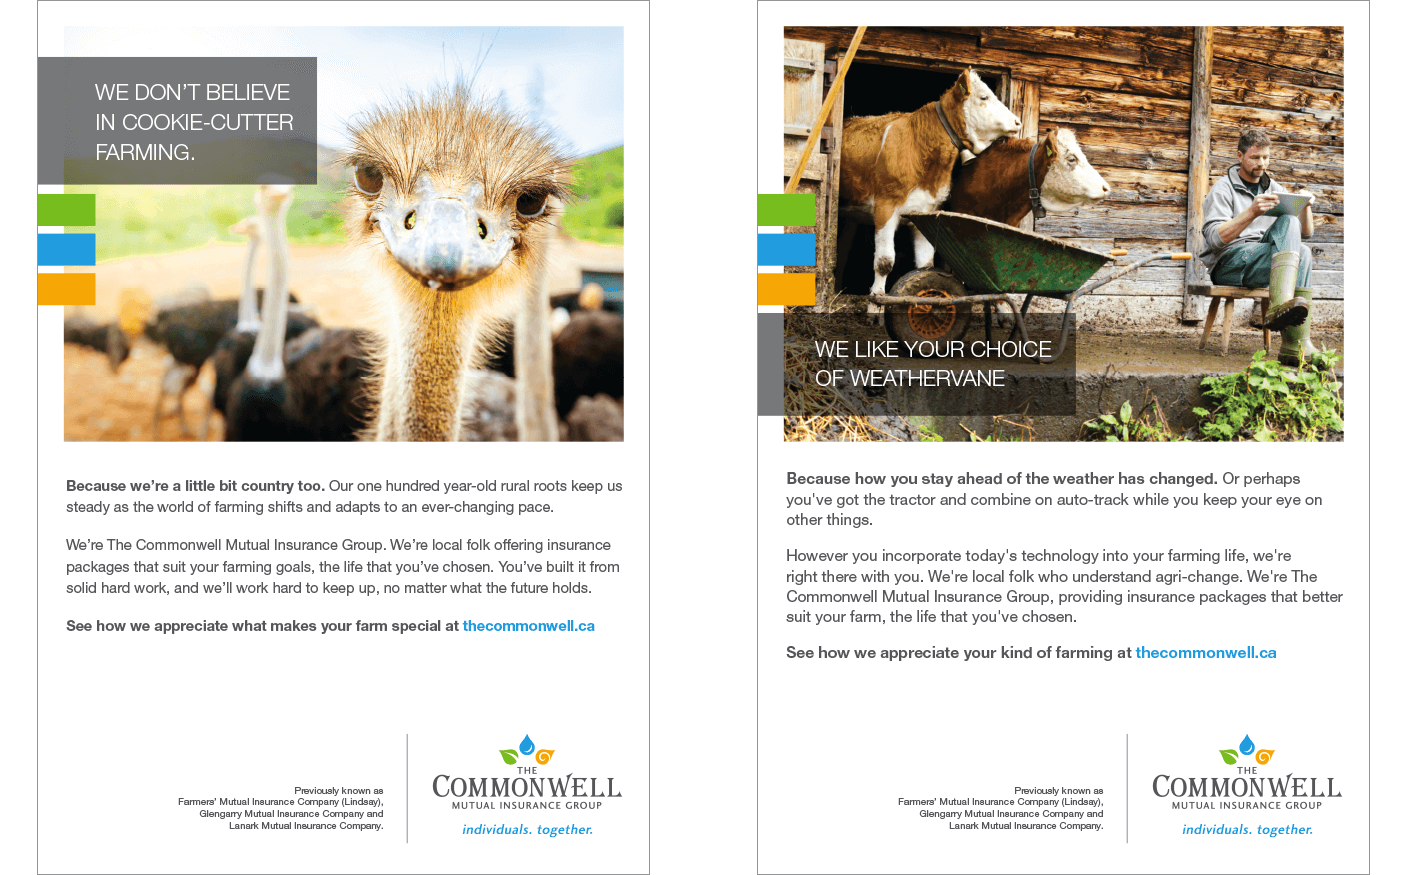 WE DON’T BELIEVE
IN COOKIE-CUTTER
FARMING.
Because we’re a little bit country too. Our one hundred year-old rural roots keep us
steady as the world of farming shifts and adapts to an ever-changing pace.
We’re The Commonwell Mutual Insurance Group. We’re local folk offering insurance
packages that suit your farming goals, the life that you’ve chosen. You’ve built it from
solid hard work, and we’ll work hard to keep up, no matter what the future holds.
See how we appreciate what makes your farm special at thecommonwell.ca
Previously known as
Farmers’ Mutual Insurance Company (Lindsay),
Glengarry Mutual Insurance Company and
Lanark Mutual Insurance Company.
THE
COMMONWELL
MUTUAL INSURANCE GROUP
individuals. together.
WE LIKE YOUR CHOICE
OF WEATHERVANE
Because how you stay ahead of the weather has changed. Or perhaps
you've got the tractor and combine on auto-track while you keep your eye on
other things.
However you incorporate today's technology into your farming life, we're
right there with you. We're local folk who understand agri-change. We're The
Commonwell Mutual Insurance Group, providing insurance packages that better
suit your farm, the life that you've chosen.
See how we appreciate your kind of farming at thecommonwell.ca
Previously known as
Farmers’ Mutual Insurance Company (Lindsay),
Glengarry Mutual Insurance Company and
Lanark Mutual Insurance Company.
THE
COMMONWELL
MUTUAL INSURANCE GROUP
individuals. together.